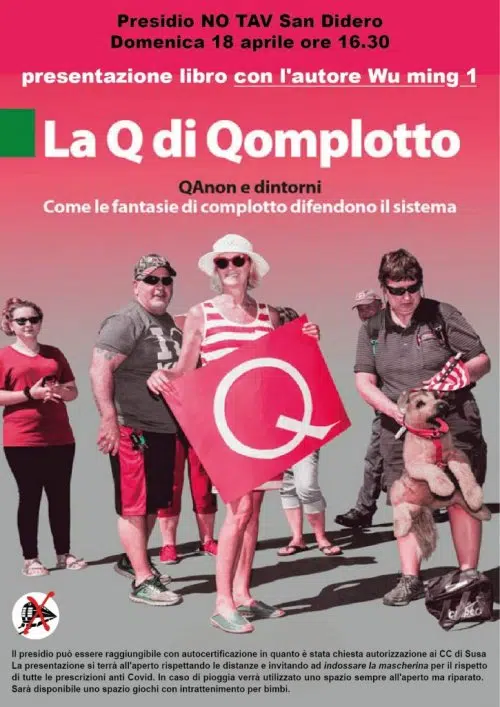 Presidio NO TAV San Didero
Domenica 18 aprile ore 16.30
presentazione libro con l'autore Wu ming 1
La Q di Qomplotto
QAnon e dintorni
Come le fantasie di complotto difendono il sistema
Q
Il presidio può essere raggiungibile con autocertificazione in quanto è stata chiesta autorizzazione ai CC di Susa
La presentazione si terrà all'aperto rispettando le distanze e invitando ad indossare la mascherina per il rispetto
di tutte le prescrizioni anti Covid. In caso di pioggia verrà utilizzato uno spazio sempre all'aperto ma riparato.
Sarà disponibile uno spazio giochi con intrattenimento per bimbi.